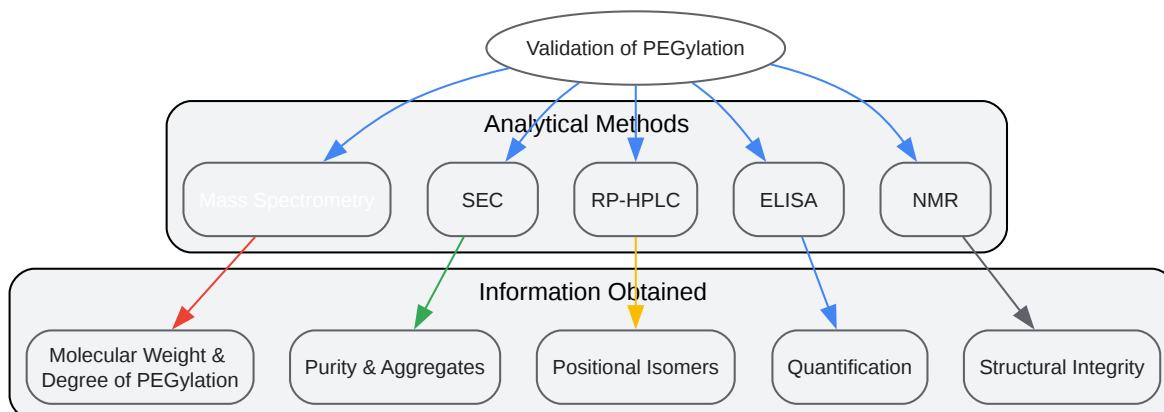 Validation of PEGylation
Analytical Methods
Mass Spectrometry
SEC
RP-HPLC
ELISA
NMR
Information Obtained
Molecular Weight &
Degree of PEGylation
Purity & Aggregates
Positional Isomers
Quantification
Structural Integrity